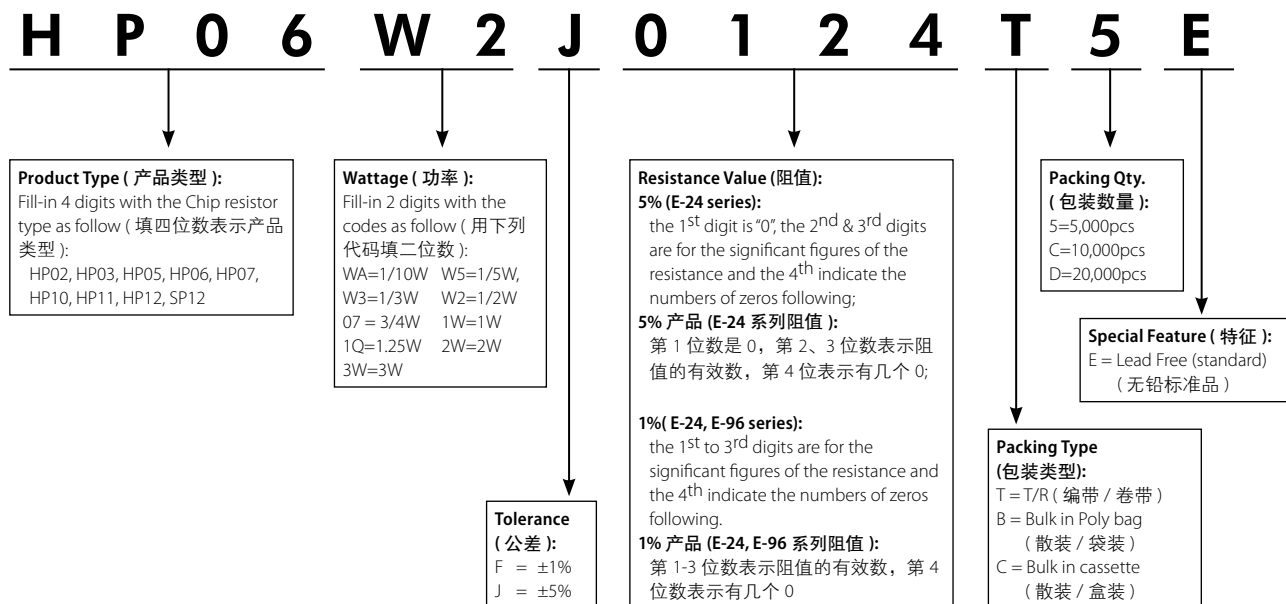 H P 0 6 W 2 J 0 1 2 4 T 5 E
Product Type ( 产品类型 ):
Fill-in 4 digits with the Chip resistor
type as follow ( 填四位数表示产品
类型 ):
HP02, HP03, HP05, HP06, HP07,
HP10, HP11, HP12, SP12
Wattage ( 功率 ):
Fill-in 2 digits with the
codes as follow ( 用下列
代码填二位数 ):
WA=1/10W W5=1/5W,
W3=1/3W W2=1/2W
07 = 3/4W 1W=1W
1Q=1.25W 2W=2W
3W=3W
Tolerance
( 公差 ):
F = ±1%
J = ±5%
Resistance Value (阻值):
5% (E-24 series):
the 1st digit is “0”, the 2nd & 3rd digits
are for the significant figures of the
resistance and the 4th indicate the
numbers of zeros following;
5% 产品 (E-24 系列阻值 ):
第 1 位数是 0，第 2、3 位数表示阻
值的有效数，第 4 位表示有几个 0;
1%( E-24, E-96 series):
the 1st to 3rd digits are for the
significant figures of the resistance and
the 4th indicate the numbers of zeros
following.
1% 产品 (E-24, E-96 系列阻值 ):
第 1-3 位数表示阻值的有效数，第 4
位数表示有几个 0
Packing Qty.
( 包装数量 ):
5=5,000pcs
C=10,000pcs
D=20,000pcs
Special Feature ( 特征 ):
E = Lead Free (standard)
( 无铅标准品 )
Packing Type
(包装类型):
T = T/R ( 编带 / 卷带 )
B = Bulk in Poly bag
( 散装 / 袋装 )
C = Bulk in cassette
( 散装 / 盒装 )